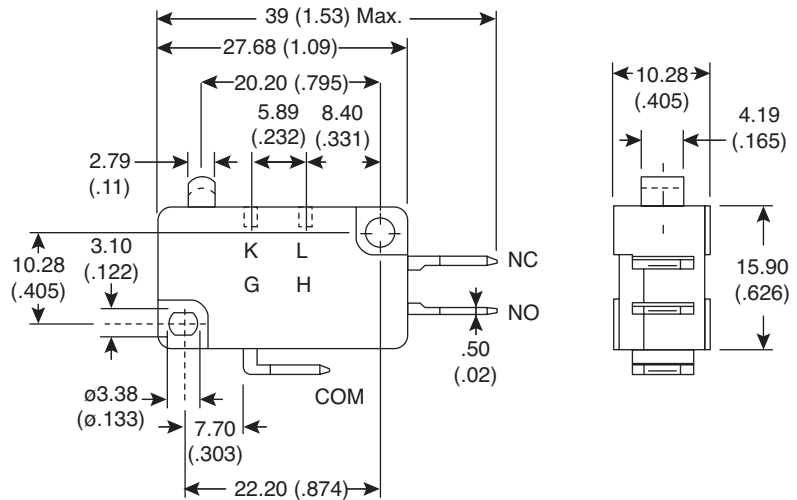 39 (1.53) Max.
27.68 (1.09)
20.20 (.795)
5.89
(.232)
8.40
(.331)
2.79
(.11)
10.28
(.405)
3.10
(.122)
K L
G H
NC
NO
.50
(.02)
COM
ø3.38
(ø.133)
7.70
(.303)
22.20 (.874)
10.28
(.405)
4.19
(.165)
15.90
(.626)